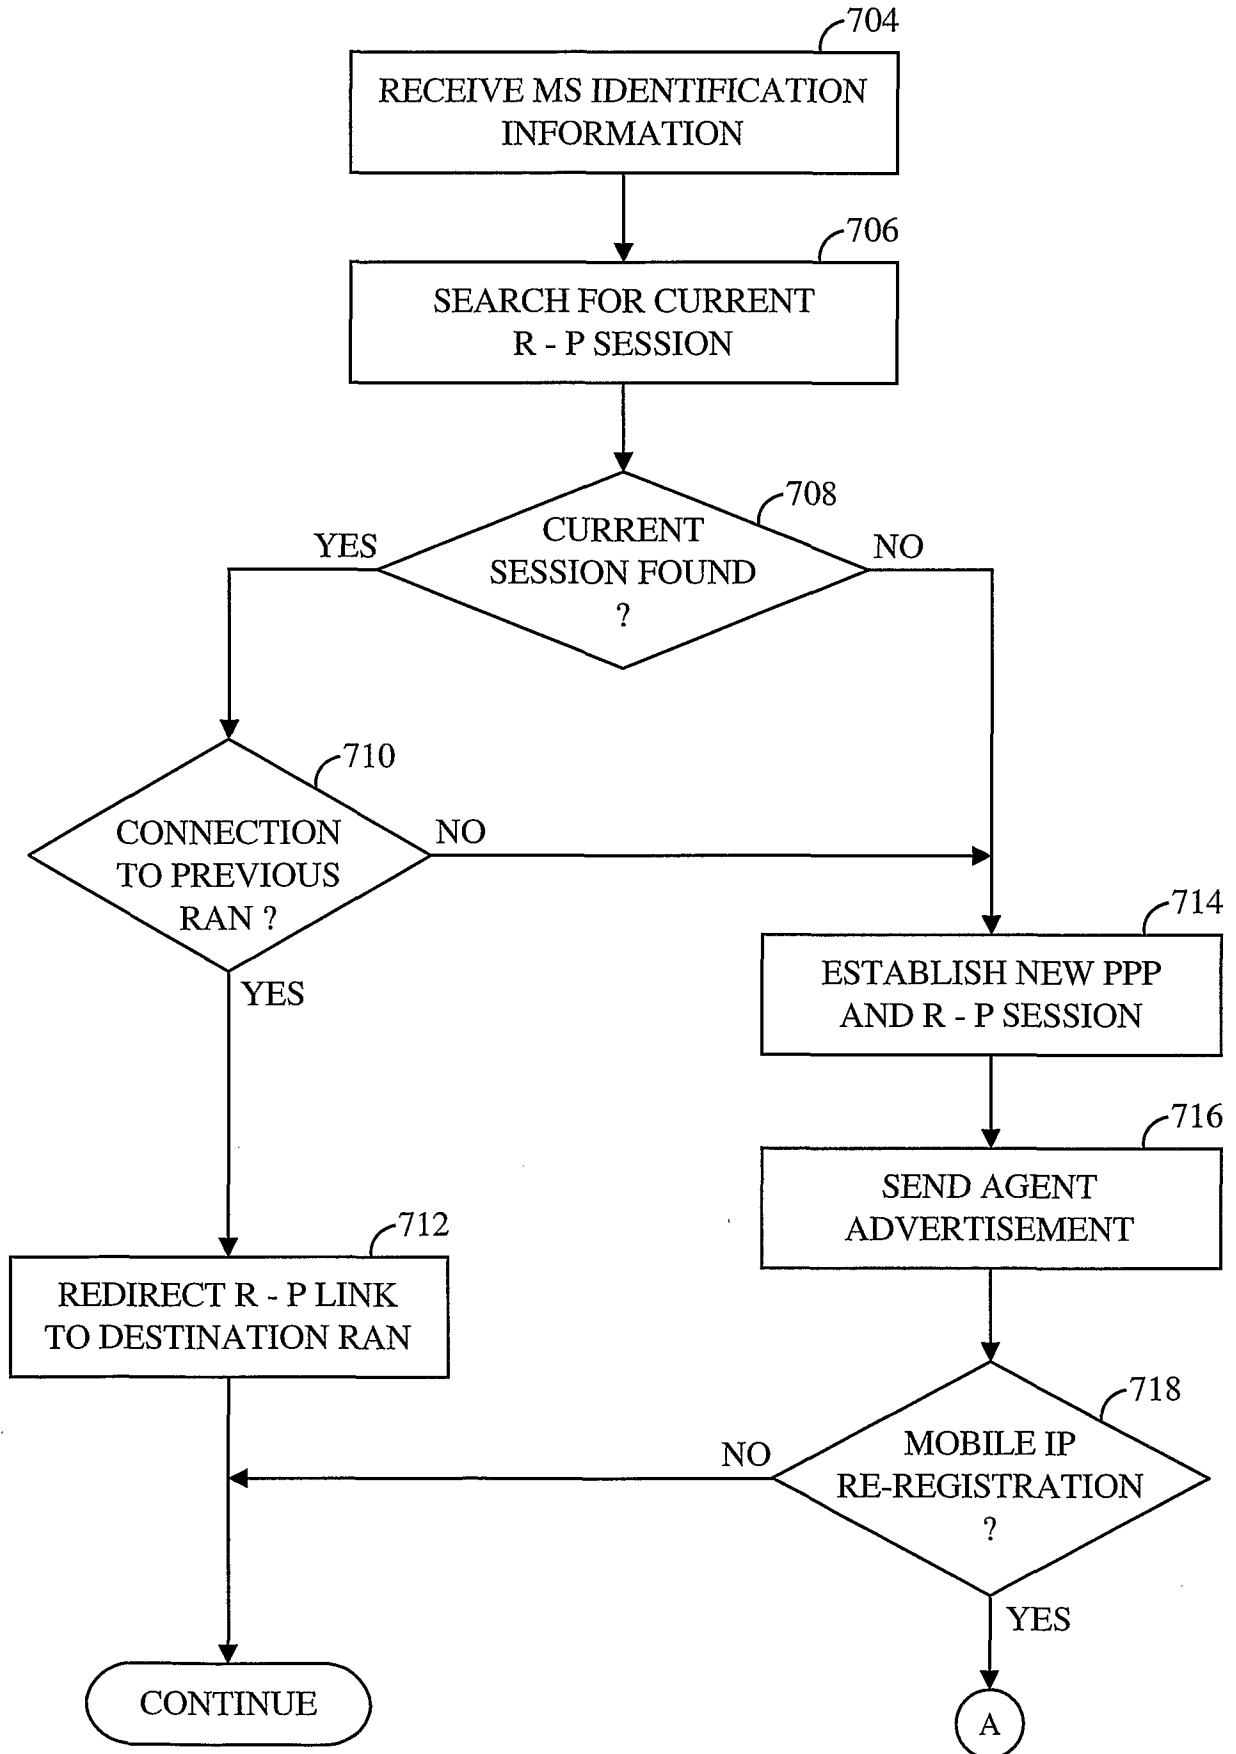 704
RECEIVE MS IDENTIFICATION
INFORMATION
706
SEARCH FOR CURRENT
R - P SESSION
708
CURRENT
SESSION FOUND
?
YES
NO
710
CONNECTION
TO PREVIOUS
RAN ?
NO
YES
714
ESTABLISH NEW PPP
AND R - P SESSION
716
SEND AGENT
ADVERTISEMENT
712
REDIRECT R - P LINK
TO DESTINATION RAN
718
MOBILE IP
RE-REGISTRATION
?
NO
YES
CONTINUE
A